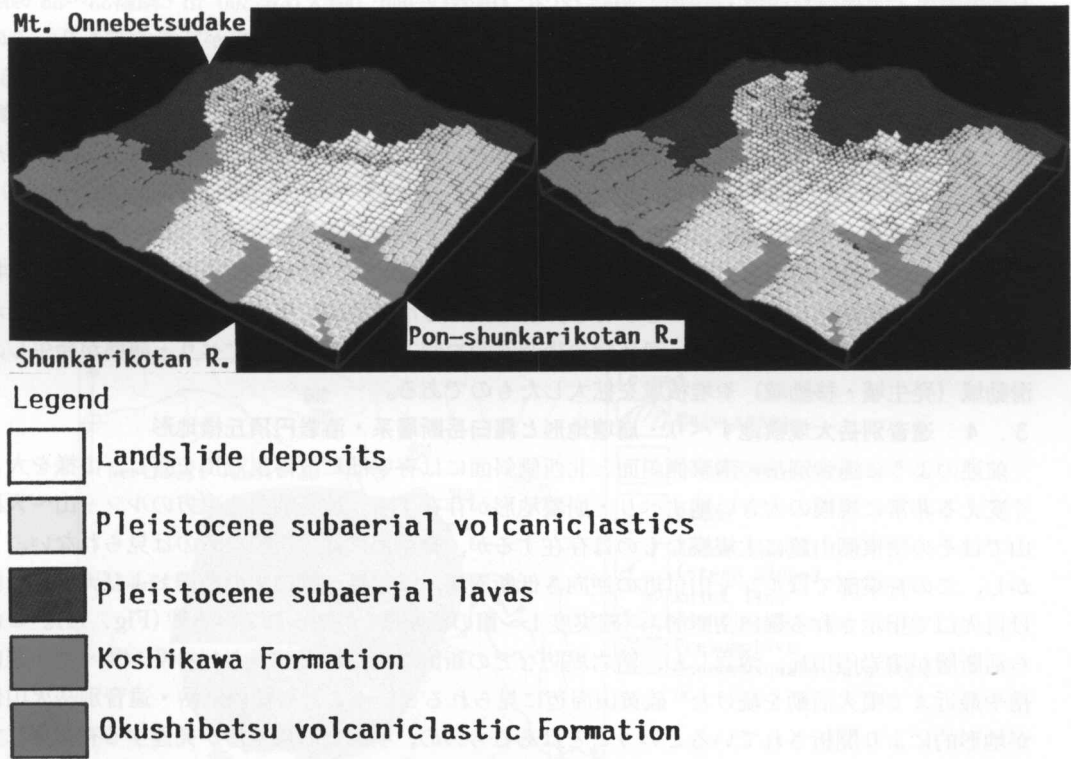 Mt. Onnebetsudake
Shunkarikotan R.
Pon-shunkarikotan R.
Legend
Landslide deposits
Pleistocene subaerial volcaniclastics
Pleistocene subaerial lavas
Koshikawa Formation
Okushibetsu volcaniclastic Formation